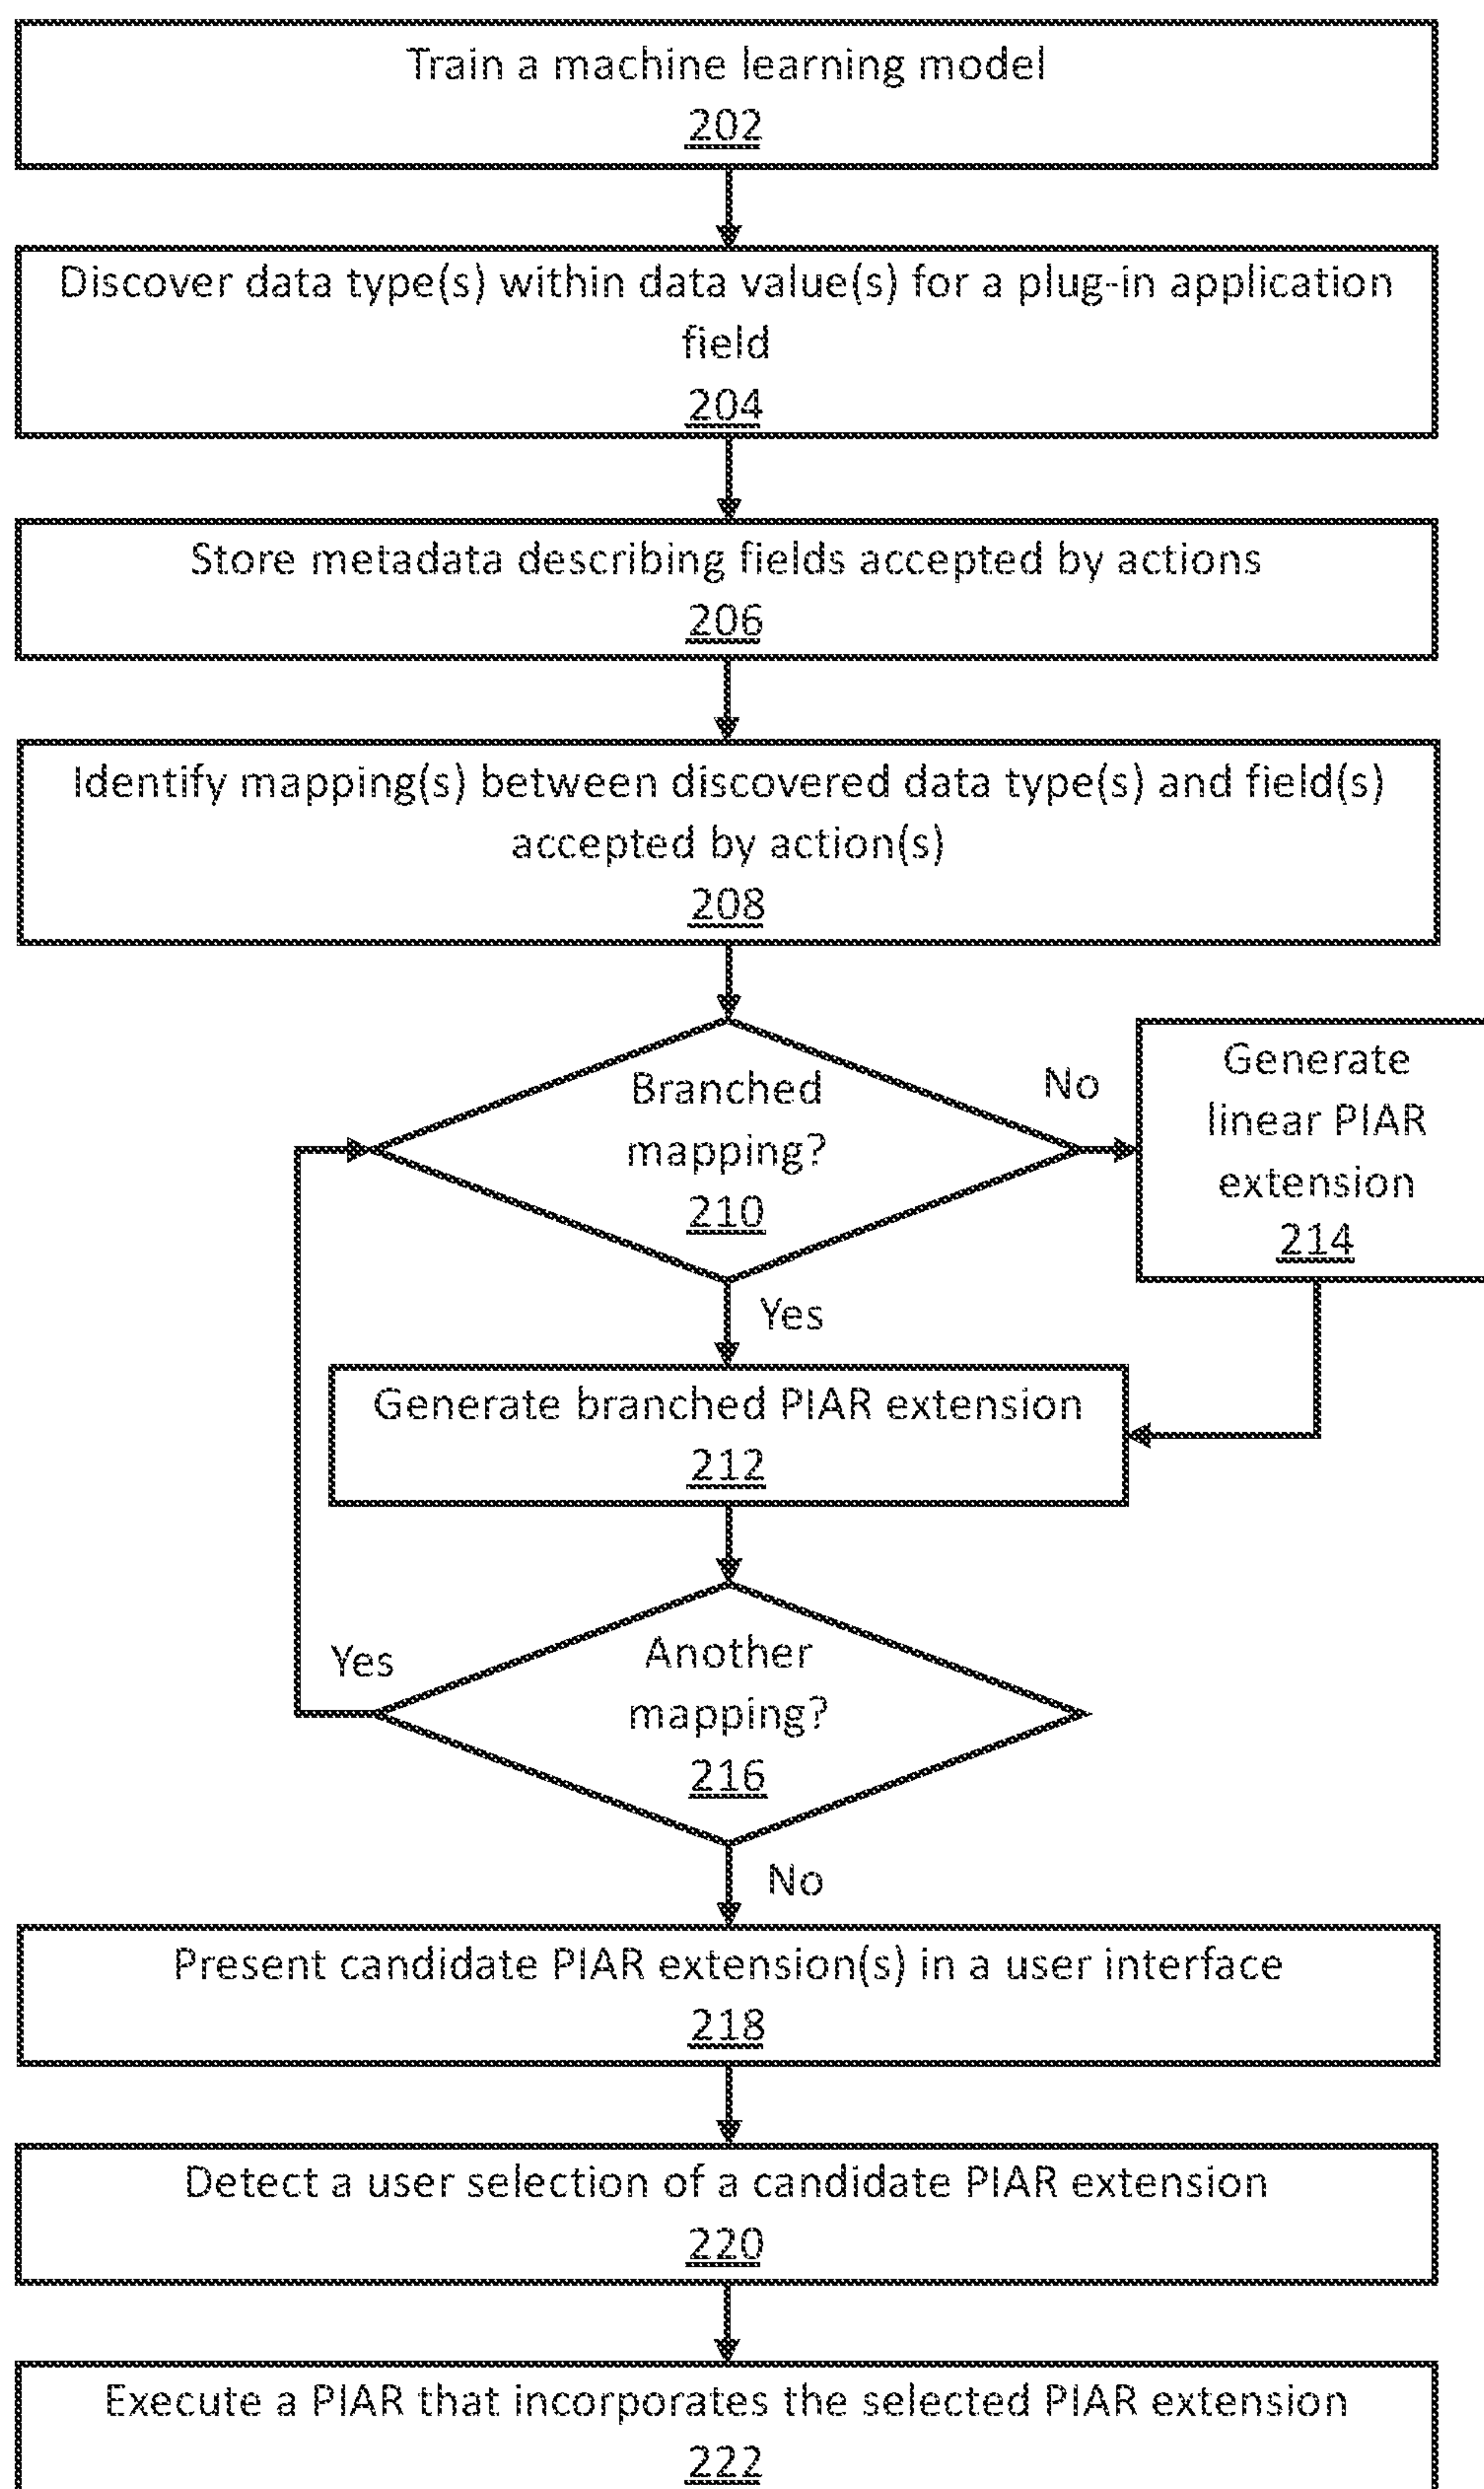 Train a machine learning model
202
Discover data type(s) within data value(s) for a plug-in application
field
204
Store metadata describing fields accepted by actions
206
Identify mapping(s) between discovered data type(s) and field(s)
accepted by action(s)
208
Branched
mapping?
210
No
Generate
linear PIAR
extension
214
Yes
Generate branched PIAR extension
212
Another
mapping?
216
Yes
No
Present candidate PIAR extension(s) in a user interface
218
Detect a user selection of a candidate PIAR extension
220
Execute a PIAR that incorporates the selected PIAR extension
222